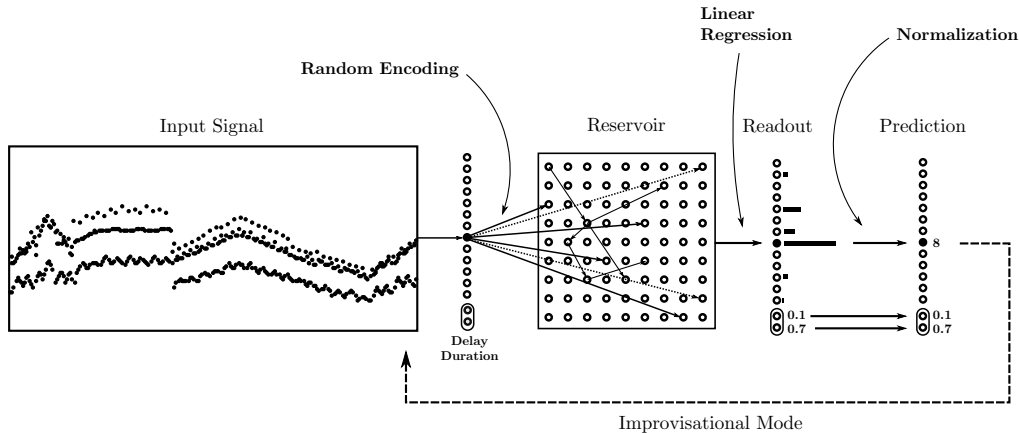 Linear
Regression
Normalization
Random Encoding
Input Signal
Reservoir
Readout
Prediction
8
0.1
0.7
0.1
0.7
Delay
Duration
Improvisational Mode